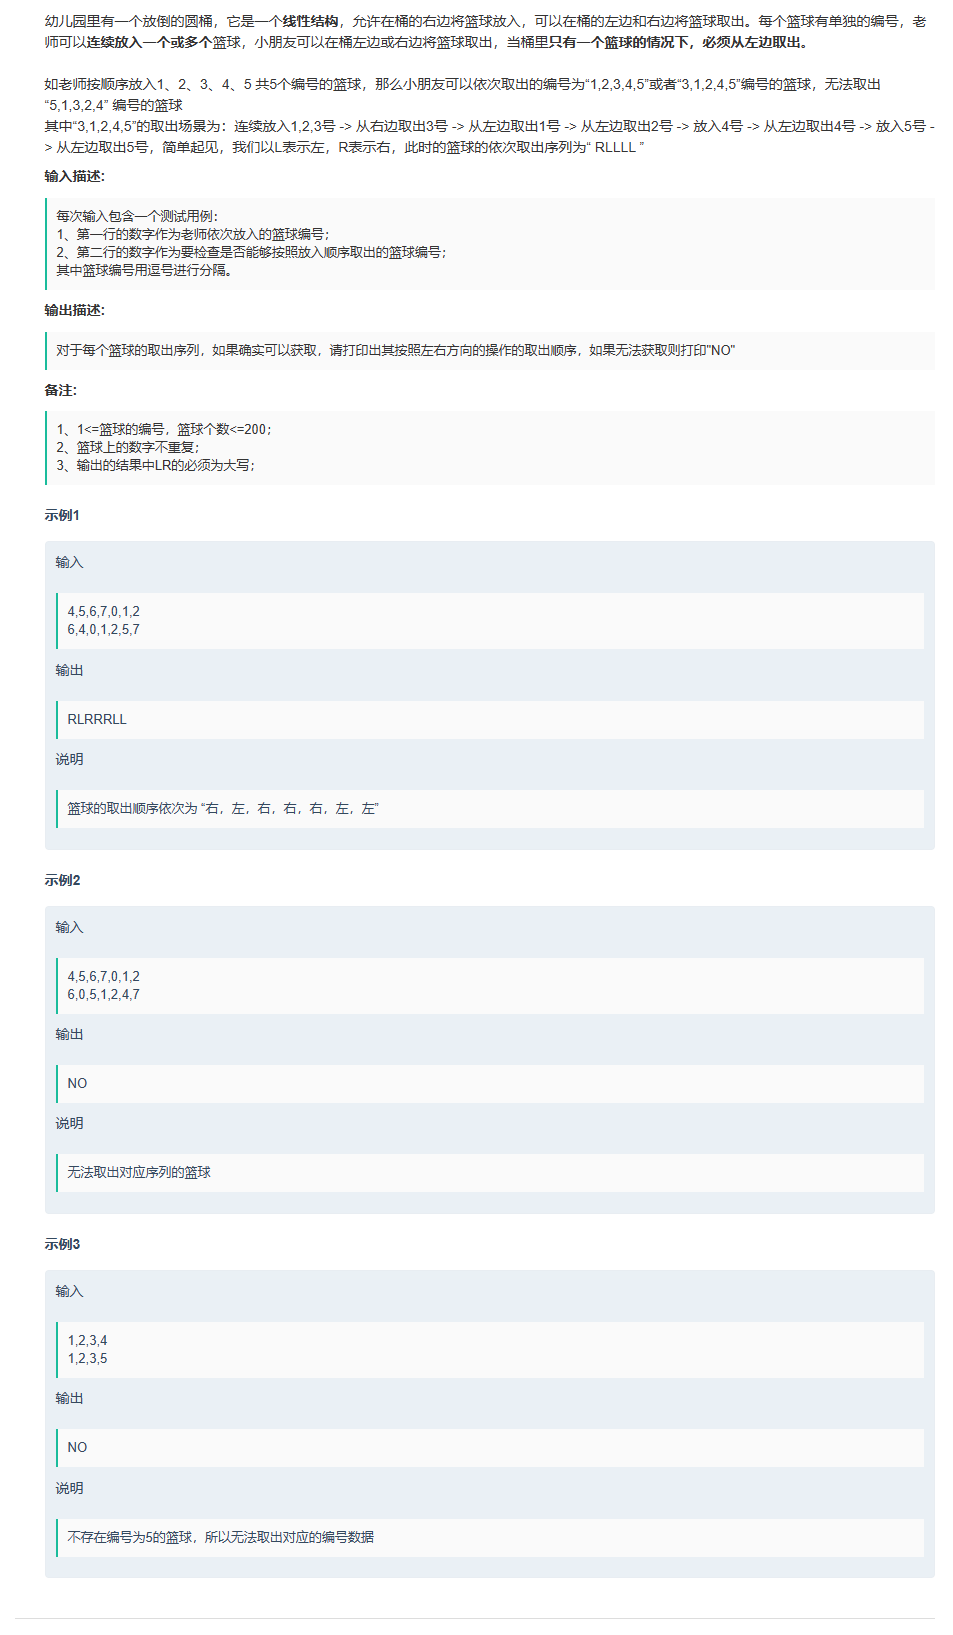 幼儿园里有一个放倒的圆桶，它是一个线性结构，允许在桶的右边将篮球放入，可以在桶的左边和右边将篮球取出。每个篮球有单独的编号，老
师可以连续放入一个或多个篮球，小朋友可以在桶左边或右边将篮球取出，当桶里只有一个篮球的情况下，必须从左边取出。
如老师按顺序放入1、2、3、4、5 共5个编号的篮球，那么小朋友可以依次取出的编号为“1,2,3,4,5”或者“3,1,2,4,5”编号的篮球，无法取出
“5,1,3,2,4” 编号的篮球
其中“3,1,2,4,5”的取出场景为：连续放入1,2,3号 -> 从右边取出3号 -> 从左边取出1号 -> 从左边取出2号 -> 放入4号 -> 从左边取出4号 -> 放入5号 -
> 从左边取出5号，简单起见，我们以L表示左，R表示右，此时的篮球的依次取出序列为“ RLLLL ”
输入描述:
每次输入包含一个测试用例：
1、第一行的数字作为老师依次放入的篮球编号；
2、第二行的数字作为要检查是否能够按照放入顺序取出的篮球编号；
其中篮球编号用逗号进行分隔。
输出描述:
对于每个篮球的取出序列，如果确实可以获取，请打印出其按照左右方向的操作的取出顺序，如果无法获取则打印"NO"
备注:
1、1<=篮球的编号，篮球个数<=200；
2、篮球上的数字不重复；
3、输出的结果中LR的必须为大写；
示例1
输入
4,5,6,7,0,1,2
6,4,0,1,2,5,7
输出
RLRRRLL
说明
篮球的取出顺序依次为 “右，左，右，右，右，左，左”
示例2
输入
4,5,6,7,0,1,2
6,0,5,1,2,4,7
输出
NO
说明
无法取出对应序列的篮球
示例3
输入
1,2,3,4
1,2,3,5
输出
NO
说明
不存在编号为5的篮球，所以无法取出对应的编号数据